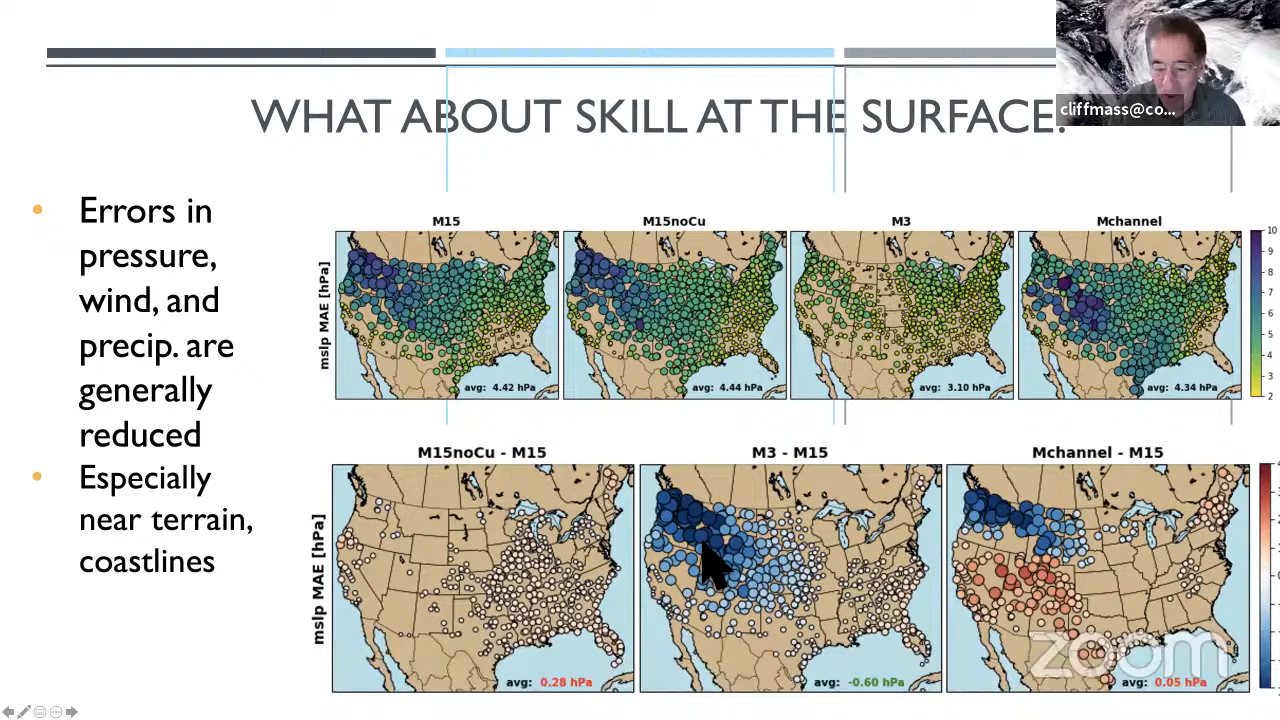 cliffmass@co...
WHAT ABOUT SKILL AT THE SURFACE?
• Errors in
pressure,
wind, and
precip. are
generally
reduced
• Especially
near terrain,
coastlines
M15
M15noCu
M3
Mchannel
mslp MAE [hPa]
avg: 4.42 hPa
avg: 4.44 hPa
avg: 3.10 hPa
avg: 4.34 hPa
10
9
8
7
6
5
4
3
2
M15noCu - M15
M3 - M15
Mchannel - M15
mslp MAE [hPa]
avg: 0.28 hPa
avg: -0.60 hPa
avg: 0.05 hPa
zoom